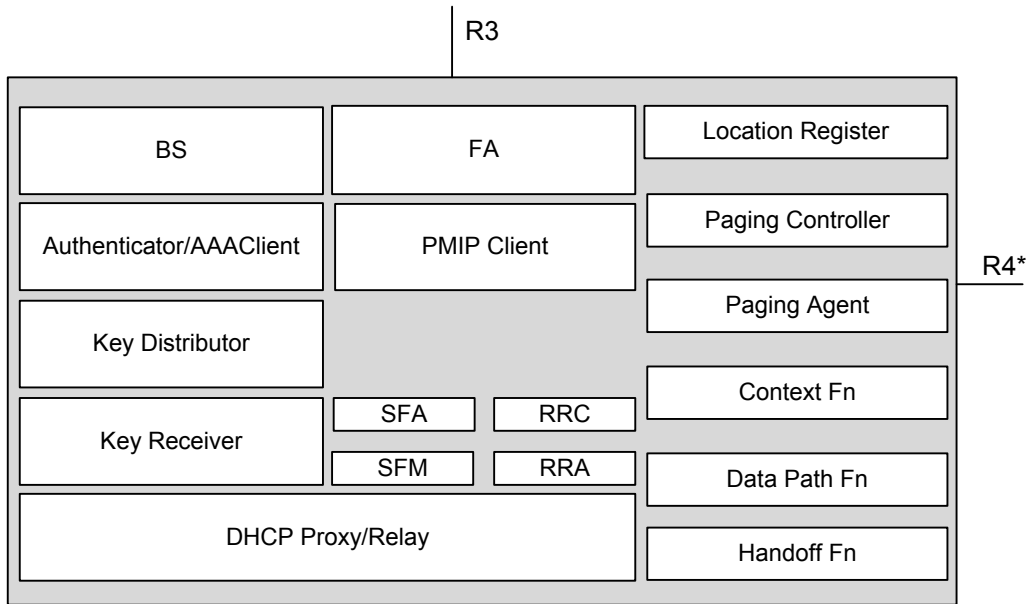 R3
BS
FA
Location Register
Authenticator/AAAClient
PMIP Client
Paging Controller
R4*
Paging Agent
Key Distributor
Context Fn
SFA
RRC
Key Receiver
SFM
RRA
Data Path Fn
DHCP Proxy/Relay
Handoff Fn